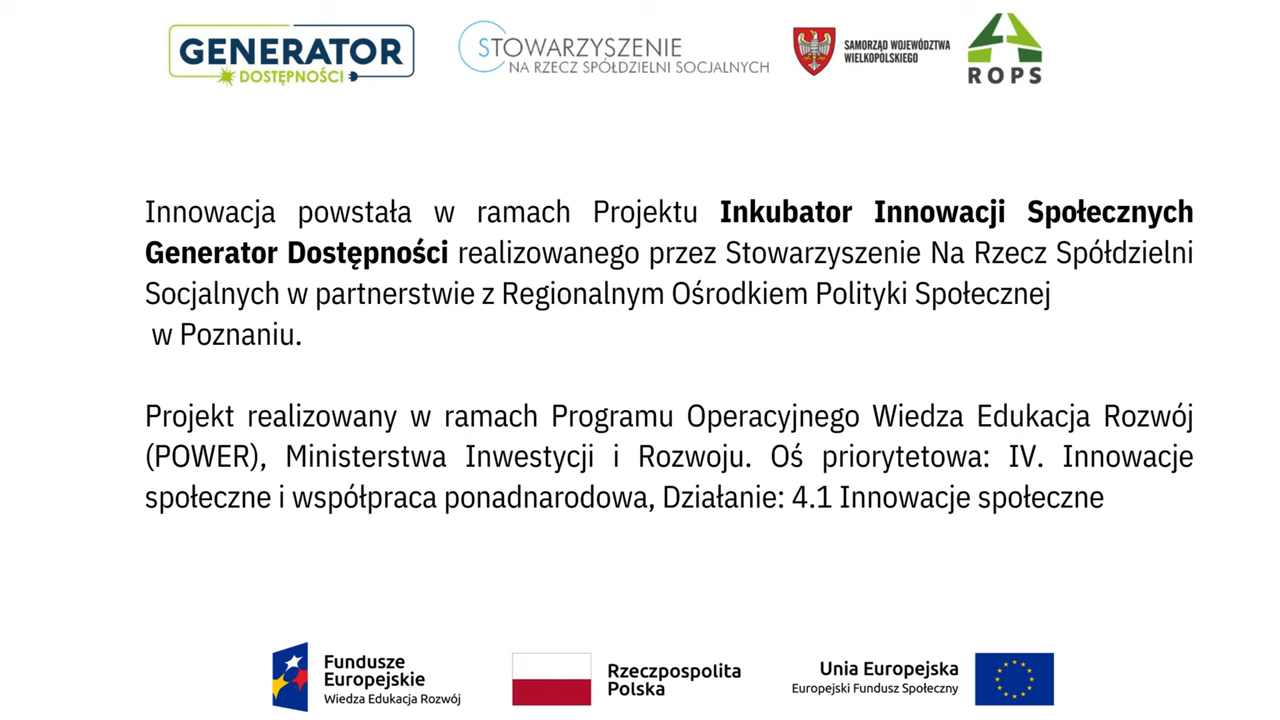 GENERATOR
DOSTĘPNOŚCI
STOWARZYSZENIE
NA RZECZ SPÓŁDZIELNI SOCJALNYCH
SAMORZĄD WOJEWÓDZTWA
WIELKOPOLSKIEGO
ROPS
Innowacja powstała w ramach Projektu Inkubator Innowacji Społecznych
Generator Dostępności realizowanego przez Stowarzyszenie Na Rzecz Spółdzielni
Socjalnych w partnerstwie z Regionalnym Ośrodkiem Polityki Społecznej
w Poznaniu.
Projekt realizowany w ramach Programu Operacyjnego Wiedza Edukacja Rozwój
(POWER), Ministerstwa Inwestycji i Rozwoju. Oś priorytetowa: IV. Innowacje
społeczne i współpraca ponadnarodowa, Działanie: 4.1 Innowacje społeczne
Fundusze
Europejskie
Wiedza Edukacja Rozwój
Rzeczpospolita
Polska
Unia Europejska
Europejski Fundusz Społeczny